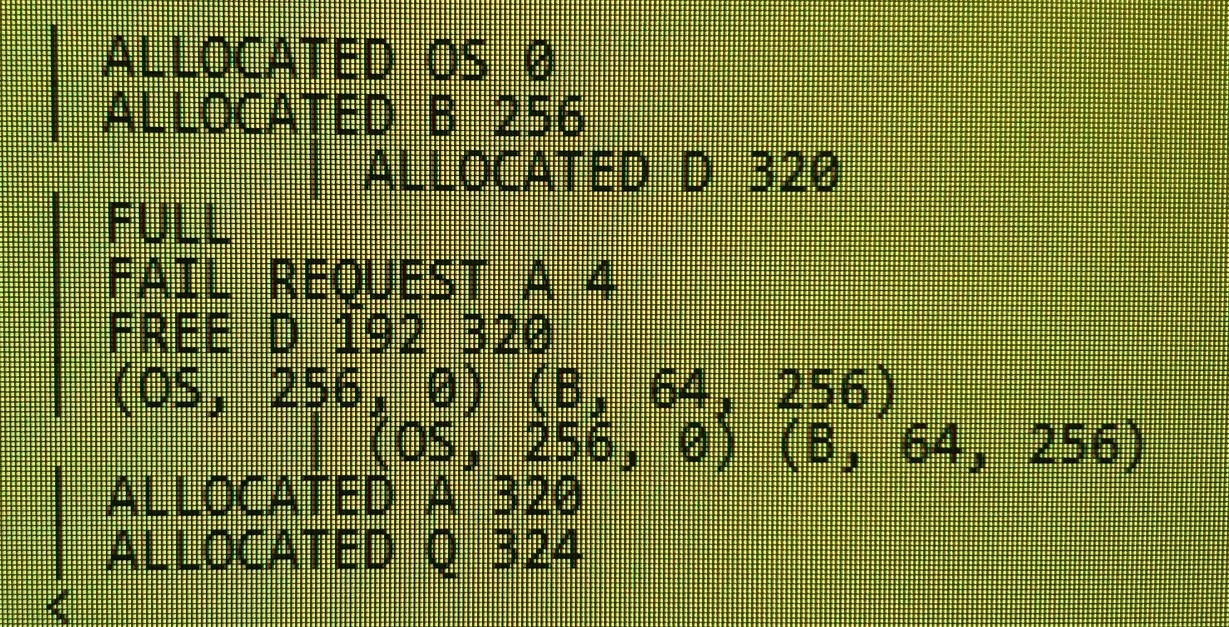 | ALLOCATED OS 0
| ALLOCATED B 256
| ALLOCATED D 320
| FULL
| FAIL REQUEST A 4
| FREE D 192 320
| (OS, 256, 0) (B, 64, 256)
| (OS, 256, 0) (B, 64, 256)
| ALLOCATED A 320
| ALLOCATED Q 324
<